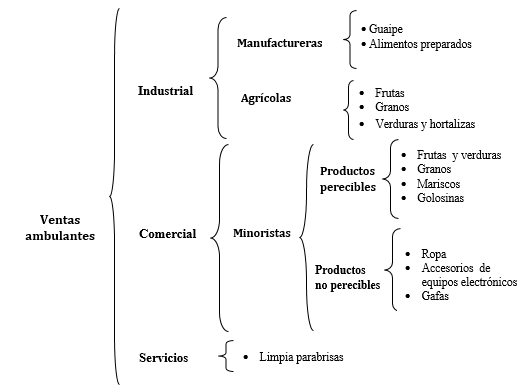 Ventas
ambulantes
Industrial
Manufactureras
• Guaipe
• Alimentos preparados
Agrícolas
• Frutas
• Granos
• Verduras y hortalizas
Comercial
Minoristas
Productos
perecibles
• Frutas y verduras
• Granos
• Mariscos
• Golosinas
Productos
no perecibles
• Ropa
• Accesorios de
equipos electrónicos
• Gafas
Servicios
• Limpia parabrisas